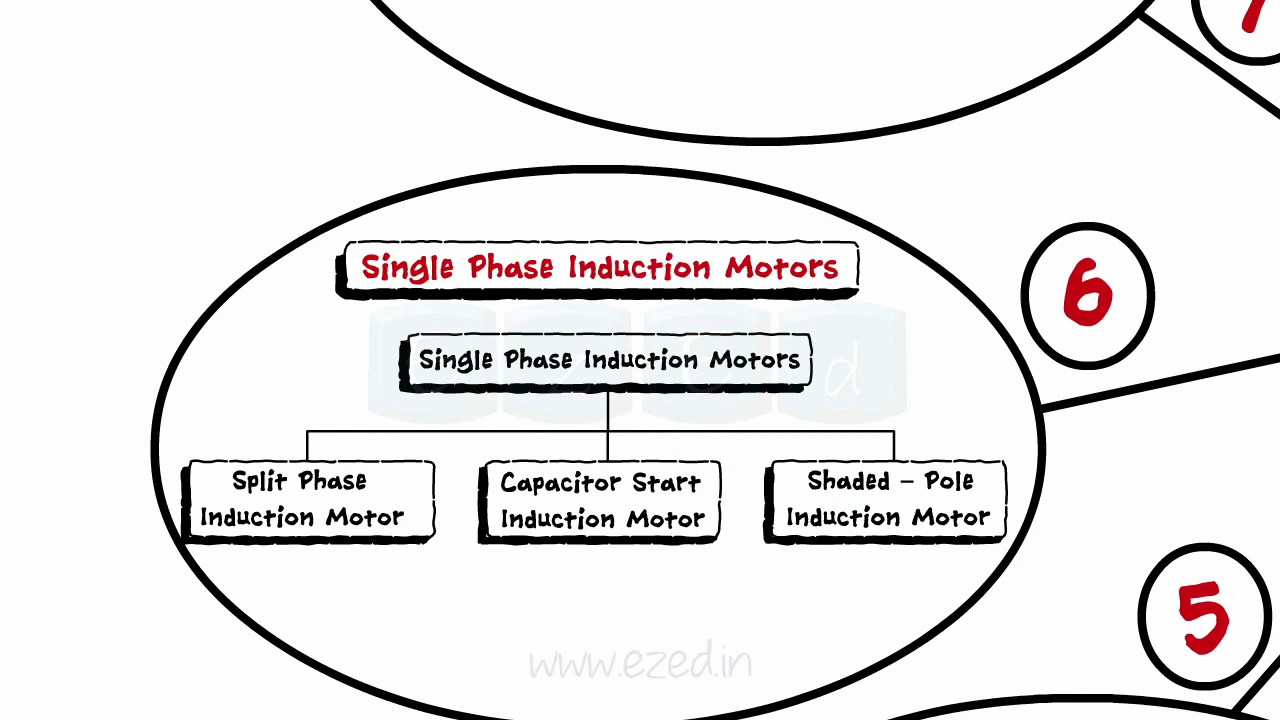 Single Phase Induction Motors
6
Single Phase Induction Motors
Split Phase
Induction Motor
Capacitor Start
Induction Motor
Shaded – Pole
Induction Motor
5
www.ezed.in